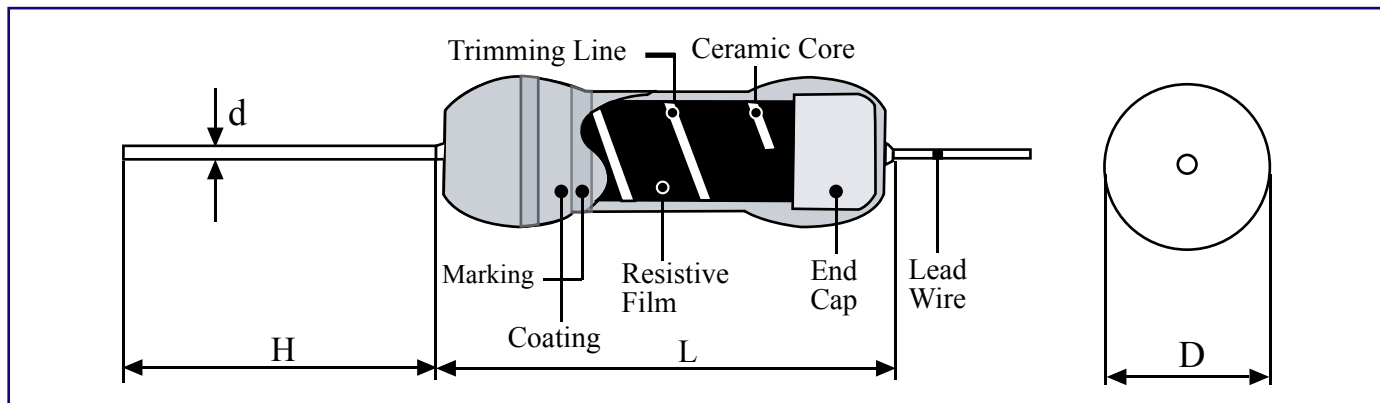 Trimming Line
Ceramic Core
d
Marking
Coating
Resistive
Film
End
Cap
Lead
Wire
H
L
D